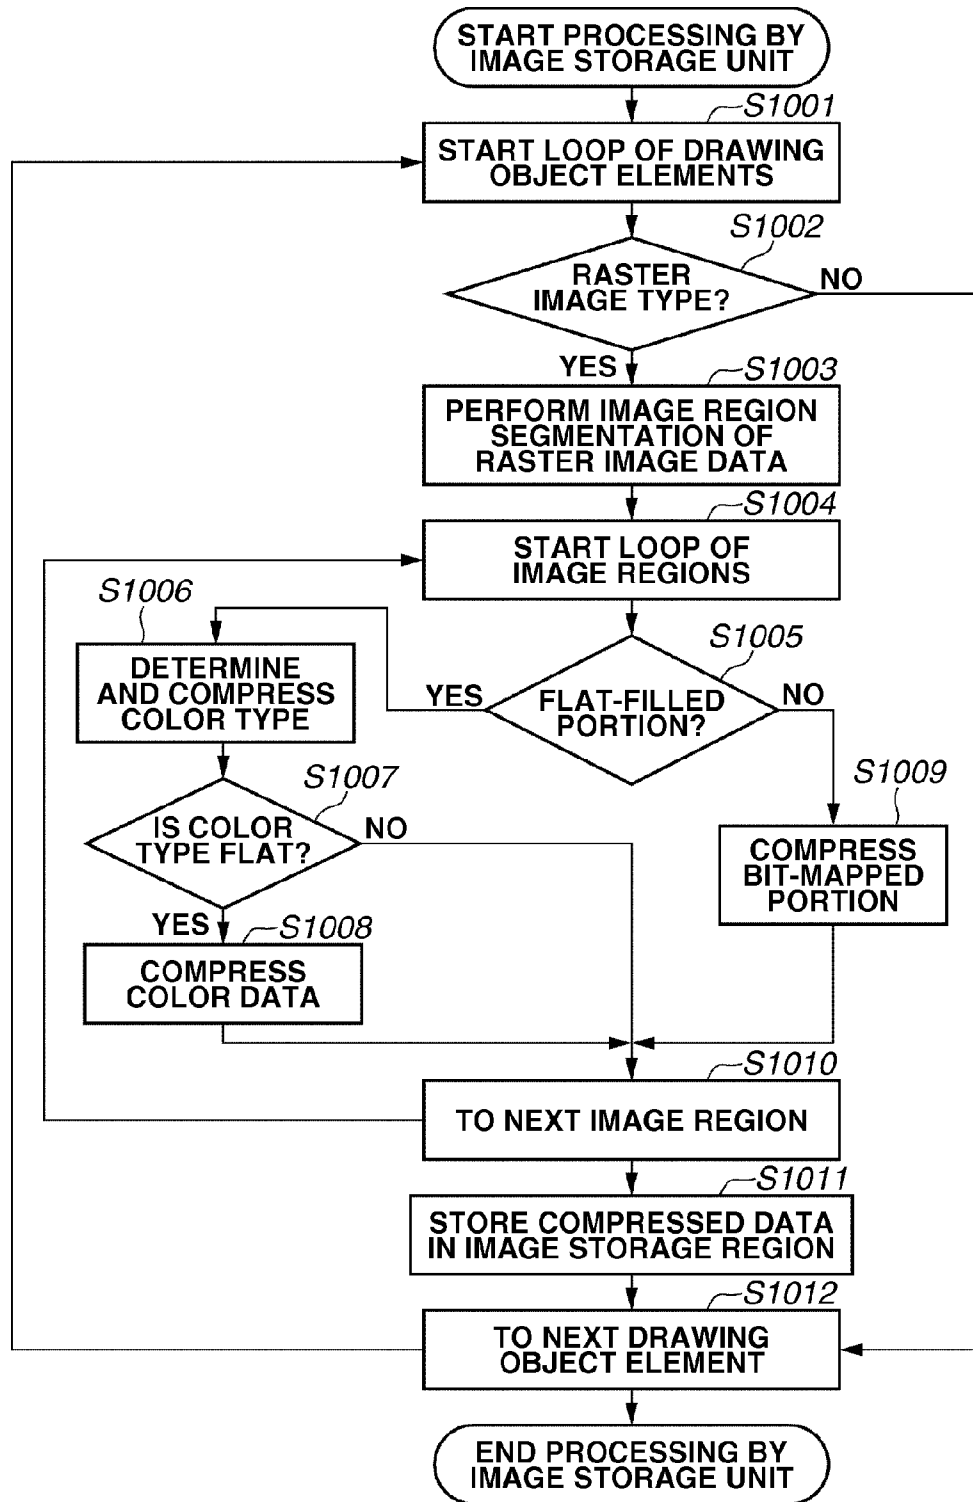 START PROCESSING BY
IMAGE STORAGE UNIT
S1001
START LOOP OF DRAWING
OBJECT ELEMENTS
S1002
RASTER
IMAGE TYPE?
NO
YES
S1003
PERFORM IMAGE REGION
SEGMENTATION OF
RASTER IMAGE DATA
S1004
START LOOP OF
IMAGE REGIONS
S1006
DETERMINE
AND COMPRESS
COLOR TYPE
S1005
YES
FLAT-FILLED
PORTION?
NO
S1007
IS COLOR
TYPE FLAT?
NO
S1009
COMPRESS
BIT-MAPPED
PORTION
YES
S1008
COMPRESS
COLOR DATA
S1010
TO NEXT IMAGE REGION
S1011
STORE COMPRESSED DATA
IN IMAGE STORAGE REGION
S1012
TO NEXT DRAWING
OBJECT ELEMENT
END PROCESSING BY
IMAGE STORAGE UNIT